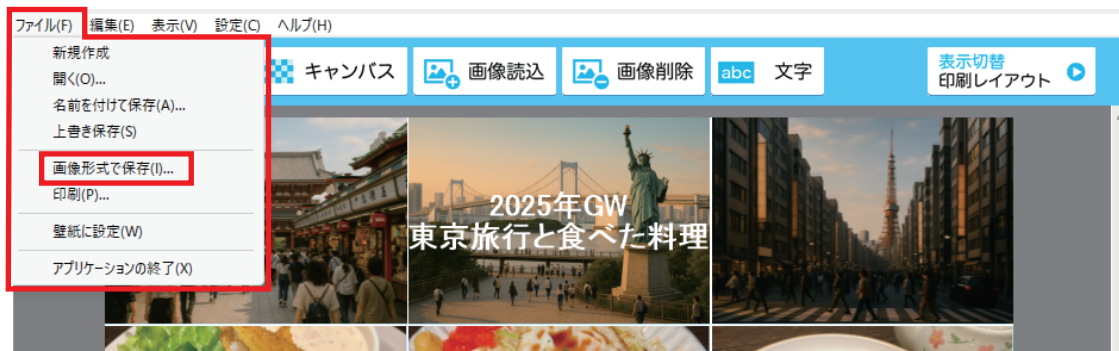 ファイル(F) 編集(E) 表示(V) 設定(C) ヘルプ(H)
新規作成
開く(O)...
名前を付けて保存(A)...
上書き保存(S)
画像形式で保存(I)...
印刷(P)...
壁紙に設定(W)
アプリケーションの終了(X)
キャンバス
画像読込
画像削除
abc 文字
表示切替
印刷レイアウト
2025年GW
東京旅行と食べた料理